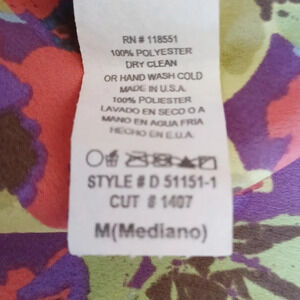 RN # 118551
100% POLYESTER
DRY CLEAN
OR HAND WASH COLD
MADE IN U.S.A.
100% POLIESTER
LAVADO EN SECO O A
MANO EN AGUA FRIA
HECHO EN E.U.A.
STYLE # D 51151-1
CUT # 1407
M(Mediano)